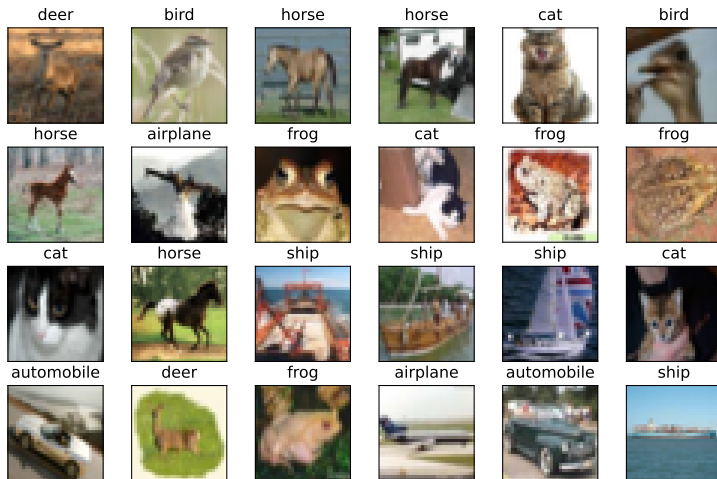 deer bird horse horse cat bird
horse airplane frog cat frog frog
cat horse ship ship ship cat
automobile deer frog airplane automobile ship